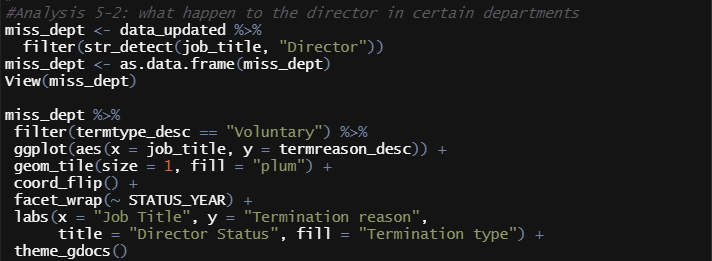 #Analysis 5-2: what happen to the director in certain departments
miss_dept <- data_updated %>%
  filter(str_detect(job_title, "Director"))
miss_dept <- as.data.frame(miss_dept)
View(miss_dept)

miss_dept %>%
 filter(termtype_desc == "Voluntary") %>%
 ggplot(aes(x = job_title, y = termreason_desc)) +
 geom_tile(size = 1, fill = "plum") +
 coord_flip() +
 facet_wrap(~ STATUS_YEAR) +
 labs(x = "Job Title", y = "Termination reason",
      title = "Director Status", fill = "Termination type") +
 theme_gdocs()